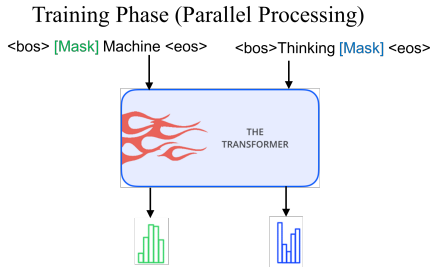 Training Phase (Parallel Processing)
<bos> [Mask] Machine <eos>
<bos>Thinking [Mask] <eos>
THE
TRANSFORMER